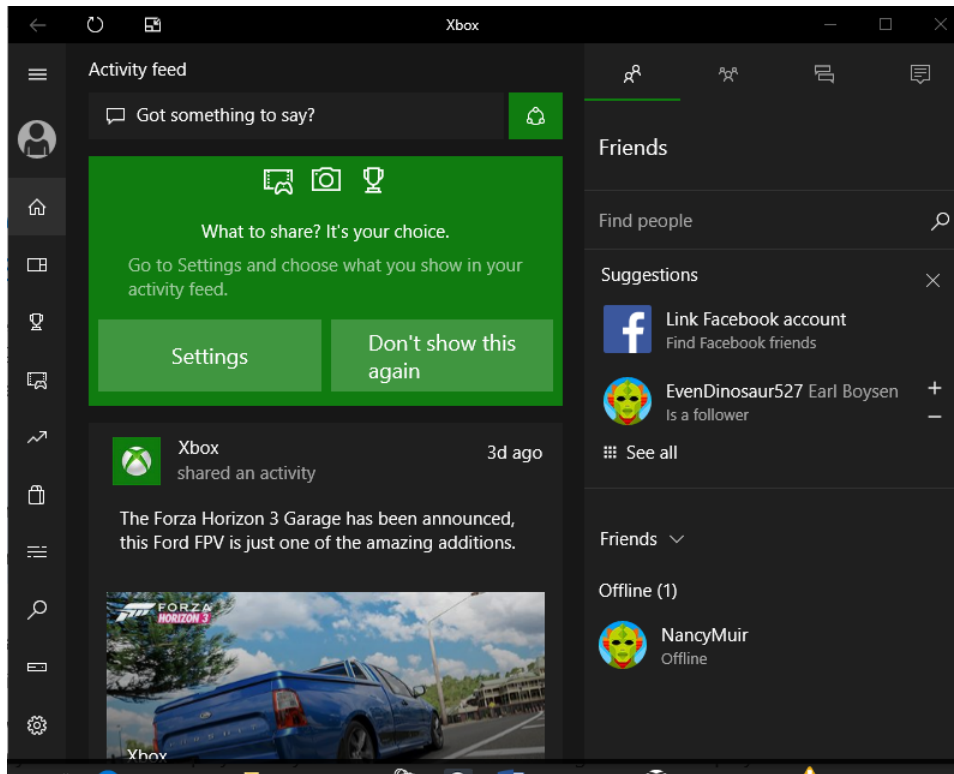 Xbox
Activity feed
Got something to say?
What to share? It's your choice.
Go to Settings and choose what you show in your
activity feed.
Settings
Don't show this
again
Xbox
3d ago
shared an activity
The Forza Horizon 3 Garage has been announced,
this Ford FPV is just one of the amazing additions.
FORZA
HORIZON 3
Xbox
Friends
Find people
Suggestions
f
Link Facebook account
Find Facebook friends
EvenDinosaur527 Earl Boysen
Is a follower
See all
Friends
Offline (1)
NancyMuir
Offline